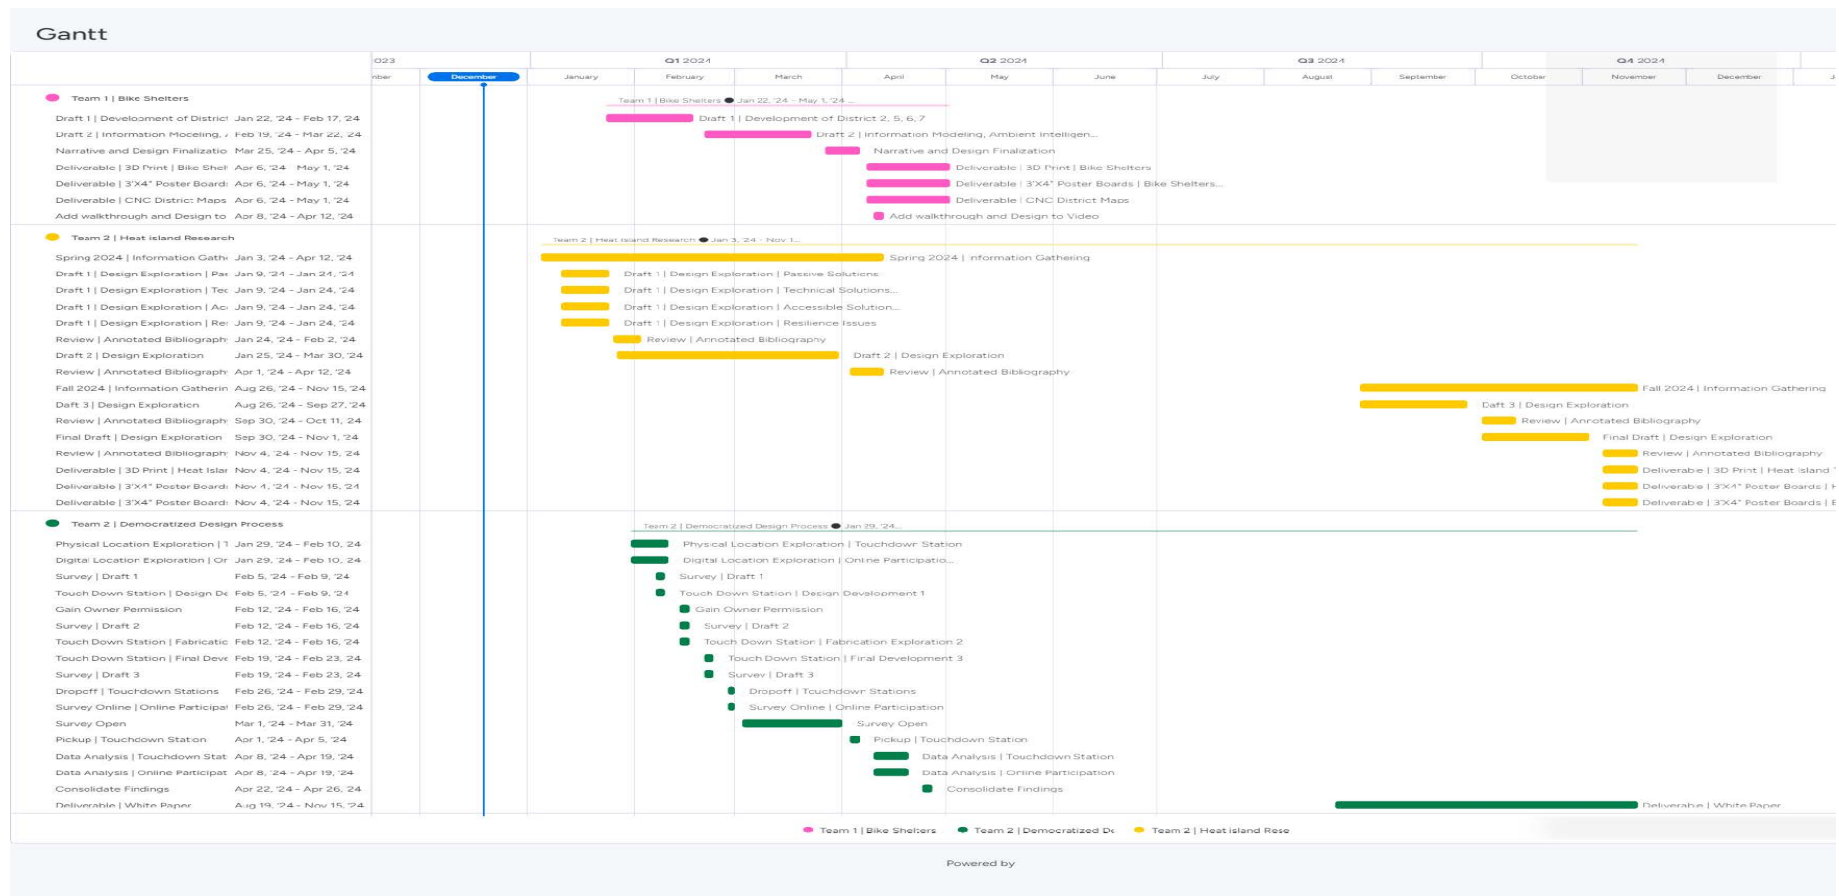 Gantt
023 Q1 2024 Q2 2024 Q3 2024 Q4 2024
nber December January February March April May June July August September October November December J
Team 1 | Bike Shelters Team 1 | Bike Shelters ● Jan 22, '24 - May 1, '24 ...
Draft 1 | Development of District Jan 22, '24 - Feb 17, '24 Draft 1 | Development of District 2, 5, 6, 7
Draft 2 | Information Modeling, Feb 19, '24 - Mar 22, '24 Draft 2 | Information Modeling, Ambient Intelligen...
Narrative and Design Finalizatio Mar 25, '24 - Apr 5, '24 Narrative and Design Finalization
Deliverable | 3D Print | Bike Shel Apr 6, '24 - May 1, '24 Deliverable | 3D Print | Bike Shelters
Deliverable | 3'X4" Poster Boards Apr 6, '24 - May 1, '24 Deliverable | 3'X4" Poster Boards | Bike Shelters...
Deliverable | CNC District Maps Apr 6, '24 - May 1, '24 Deliverable | CNC District Maps
Add walkthrough and Design to Apr 8, '24 - Apr 12, '24 Add walkthrough and Design to Video
Team 2 | Heat island Research Team 2 | Heat Island Research ● Jan 3, '24 - Nov 1...
Spring 2024 | Information Gath Jan 3, '24 - Apr 12, '24 Spring 2024 | Information Gathering
Draft 1 | Design Exploration | Pas Jan 9, '24 - Jan 24, '24 Draft 1 | Design Exploration | Passive Solutions
Draft 1 | Design Exploration | Tec Jan 9, '24 - Jan 24, '24 Draft 1 | Design Exploration | Technical Solutions...
Draft 1 | Design Exploration | Ac Jan 9, '24 - Jan 24, '24 Draft 1 | Design Exploration | Accessible Solution...
Draft 1 | Design Exploration | Re Jan 9, '24 - Jan 24, '24 Draft 1 | Design Exploration | Resilience Issues
Review | Annotated Bibliography Jan 24, '24 - Feb 2, '24 Review | Annotated Bibliography
Draft 2 | Design Exploration Jan 25, '24 - Mar 30, '24 Draft 2 | Design Exploration
Review | Annotated Bibliography Apr 1, '24 - Apr 12, '24 Review | Annotated Bibliography
Fall 2024 | Information Gatherin Aug 26, '24 - Nov 15, '24 Fall 2024 | Information Gathering
Daft 3 | Design Exploration Aug 26, '24 - Sep 27, '24 Daft 3 | Design Exploration
Review | Annotated Bibliography Sep 30, '24 - Oct 11, '24 Review | Annotated Bibliography
Final Draft | Design Exploration Sep 30, '24 - Nov 1, '24 Final Draft | Design Exploration
Review | Annotated Bibliography Nov 4, '24 - Nov 15, '24 Review | Annotated Bibliography
Deliverable | 3D Print | Heat Islar Nov 4, '24 - Nov 15, '24 Deliverable | 3D Print | Heat Island
Deliverable | 3'X4" Poster Boards Nov 4, '24 - Nov 15, '24 Deliverable | 3'X4" Poster Boards | H
Deliverable | 3'X4" Poster Boards Nov 4, '24 - Nov 15, '24 Deliverable | 3'X4" Poster Boards | E
Team 2 | Democratized Design Process Team 2 | Democratized Design Process ● Jan 29, '24...
Physical Location Exploration | T Jan 29, '24 - Feb 10, '24 Physical Location Exploration | Touchdown Station
Digital Location Exploration | Or Jan 29, '24 - Feb 10, '24 Digital Location Exploration | Online Participatio...
Survey | Draft 1 Feb 5, '24 - Feb 9, '24 Survey | Draft 1
Touch Down Station | Design De Feb 5, '24 - Feb 9, '24 Touch Down Station | Design Development 1
Gain Owner Permission Feb 12, '24 - Feb 16, '24 Gain Owner Permission
Survey | Draft 2 Feb 12, '24 - Feb 16, '24 Survey | Draft 2
Touch Down Station | Fabricatic Feb 12, '24 - Feb 16, '24 Touch Down Station | Fabrication Exploration 2
Touch Down Station | Final Deve Feb 19, '24 - Feb 23, '24 Touch Down Station | Final Development 3
Survey | Draft 3 Feb 19, '24 - Feb 23, '24 Survey | Draft 3
Dropoff | Touchdown Stations Feb 26, '24 - Feb 29, '24 Dropoff | Touchdown Stations
Survey Online | Online Participat Feb 26, '24 - Feb 29, '24 Survey Online | Online Participation
Survey Open Mar 1, '24 - Mar 31, '24 Survey Open
Pickup | Touchdown Station Apr 1, '24 - Apr 5, '24 Pickup | Touchdown Station
Data Analysis | Touchdown Stat Apr 8, '24 - Apr 19, '24 Data Analysis | Touchdown Station
Data Analysis | Online Participat Apr 8, '24 - Apr 19, '24 Data Analysis | Online Participation
Consolidate Findings Apr 22, '24 - Apr 26, '24 Consolidate Findings
Deliverable | White Paper Aug 19, '24 - Nov 15, '24 Deliverable | White Paper
Team 1 | Bike Shelters Team 2 | Democratized De Team 2 | Heat island Rese
Powered by